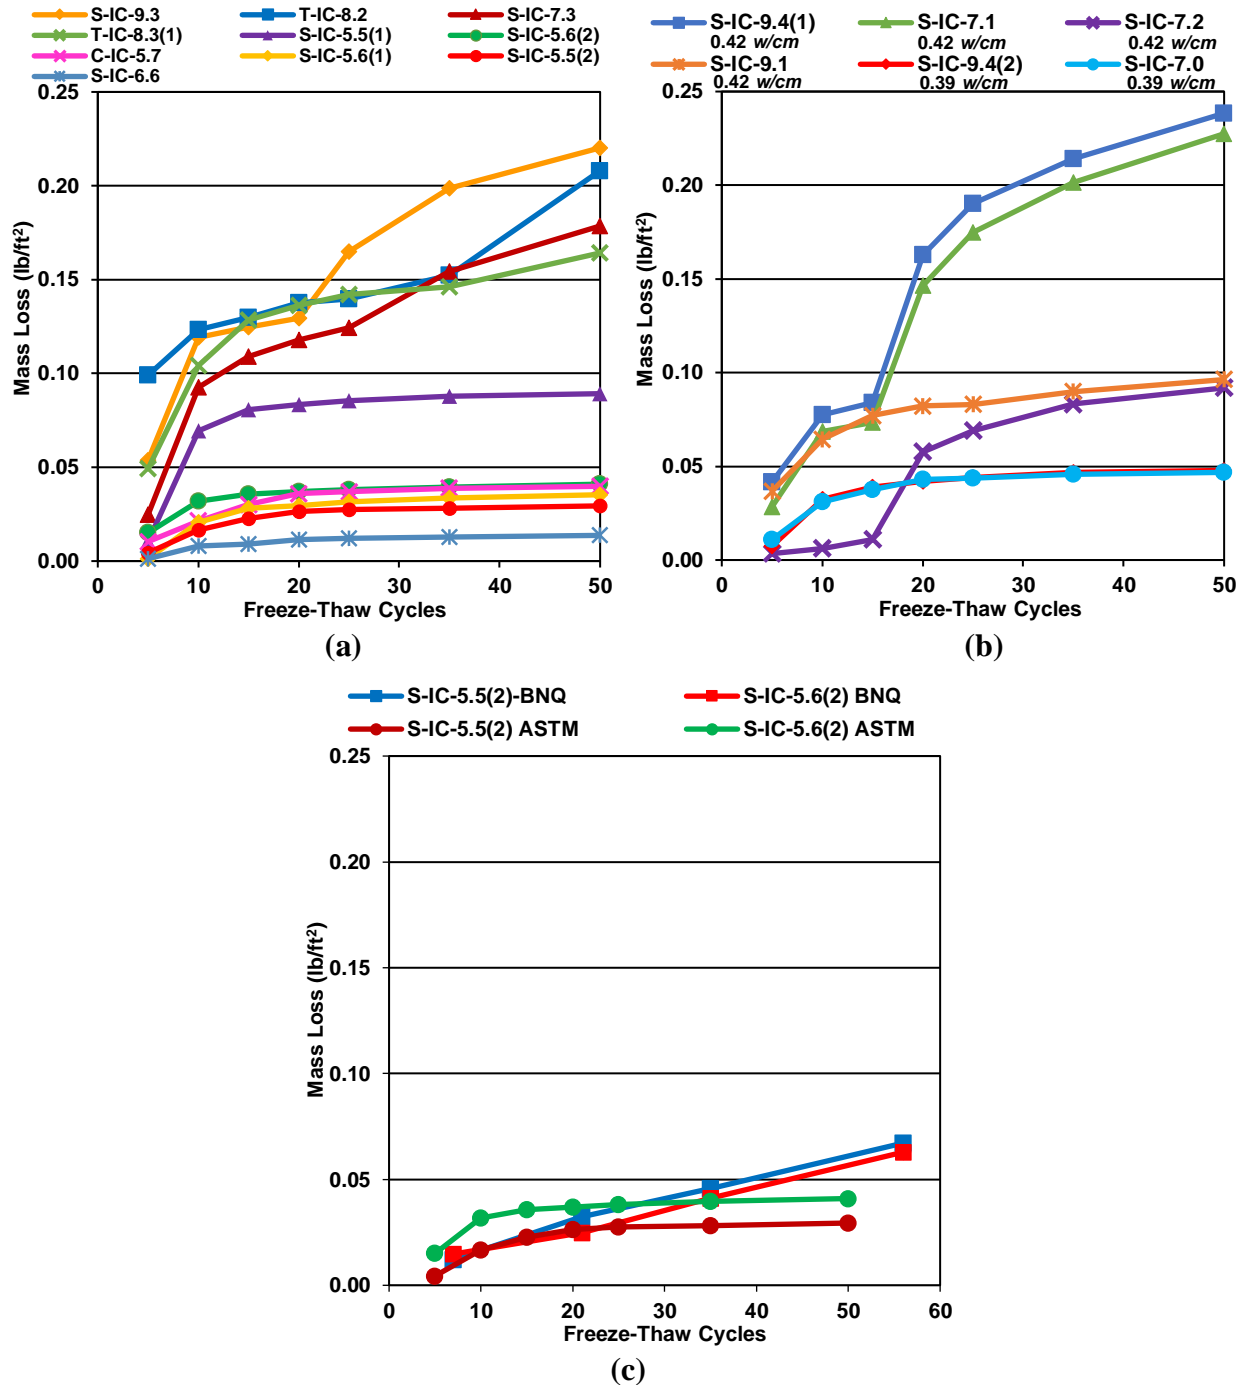 S-IC-9.3 T-IC-8.2 S-IC-7.3
T-IC-8.3(1) S-IC-5.5(1) S-IC-5.6(2)
C-IC-5.7 S-IC-5.6(1) S-IC-5.5(2)
S-IC-6.6
0.25
0.20
0.15
0.10
0.05
0.00
Mass Loss (lb/ft²)
0 10 20 30 40 50
Freeze-Thaw Cycles
(a)
S-IC-9.4(1) S-IC-7.1 S-IC-7.2
0.42 w/cm 0.42 w/cm 0.42 w/cm
S-IC-9.1 S-IC-9.4(2) S-IC-7.0
0.42 w/cm 0.39 w/cm 0.39 w/cm
0.25
0.20
0.15
0.10
0.05
0.00
Mass Loss (lb/ft²)
0 10 20 30 40 50
Freeze-Thaw Cycles
(b)
S-IC-5.5(2)-BNQ S-IC-5.6(2) BNQ
S-IC-5.5(2) ASTM S-IC-5.6(2) ASTM
0.25
0.20
0.15
0.10
0.05
0.00
Mass Loss (lb/ft²)
0 10 20 30 40 50 60
Freeze-Thaw Cycles
(c)